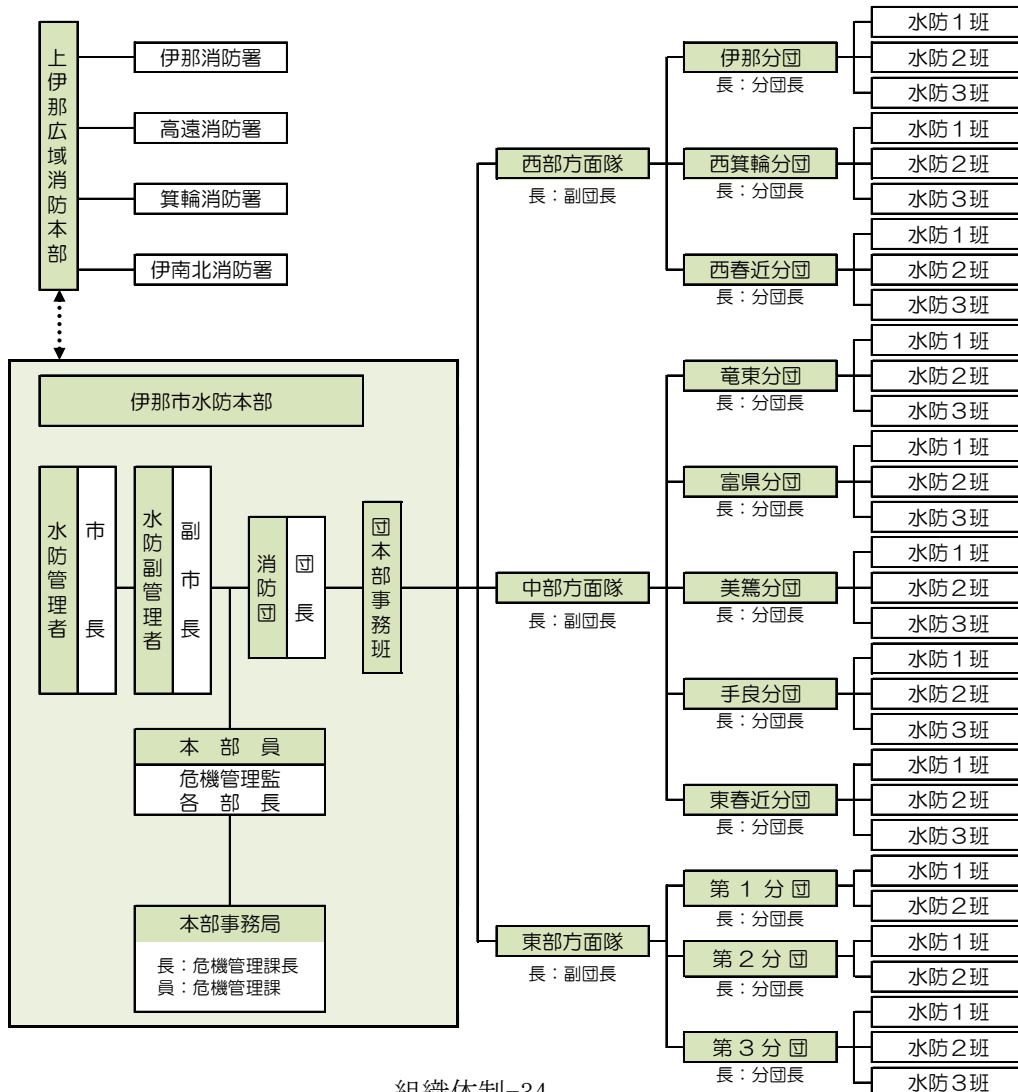 上伊那広域消防本部
伊那消防署
高遠消防署
箕輪消防署
伊南北消防署
伊那市水防本部
水防管理者
市長
水防副管理者
副市長
消防団
団長
団本部事務班
本部員
危機管理監
各部長
本部事務局
長：危機管理課長
員：危機管理課
西部方面隊
長：副団長
伊那分団
長：分団長
水防1班
水防2班
水防3班
西箕輪分団
長：分団長
水防1班
水防2班
水防3班
西春近分団
長：分団長
水防1班
水防2班
水防3班
中部方面隊
長：副団長
竜東分団
長：分団長
水防1班
水防2班
水防3班
富県分団
長：分団長
水防1班
水防2班
水防3班
美篶分団
長：分団長
水防1班
水防2班
水防3班
手良分団
長：分団長
水防1班
水防2班
水防3班
東春近分団
長：分団長
水防1班
水防2班
水防3班
東部方面隊
長：副団長
第1分団
長：分団長
水防1班
水防2班
第2分団
長：分団長
水防1班
水防2班
第3分団
長：分団長
水防1班
水防2班
水防3班
組織体制-34